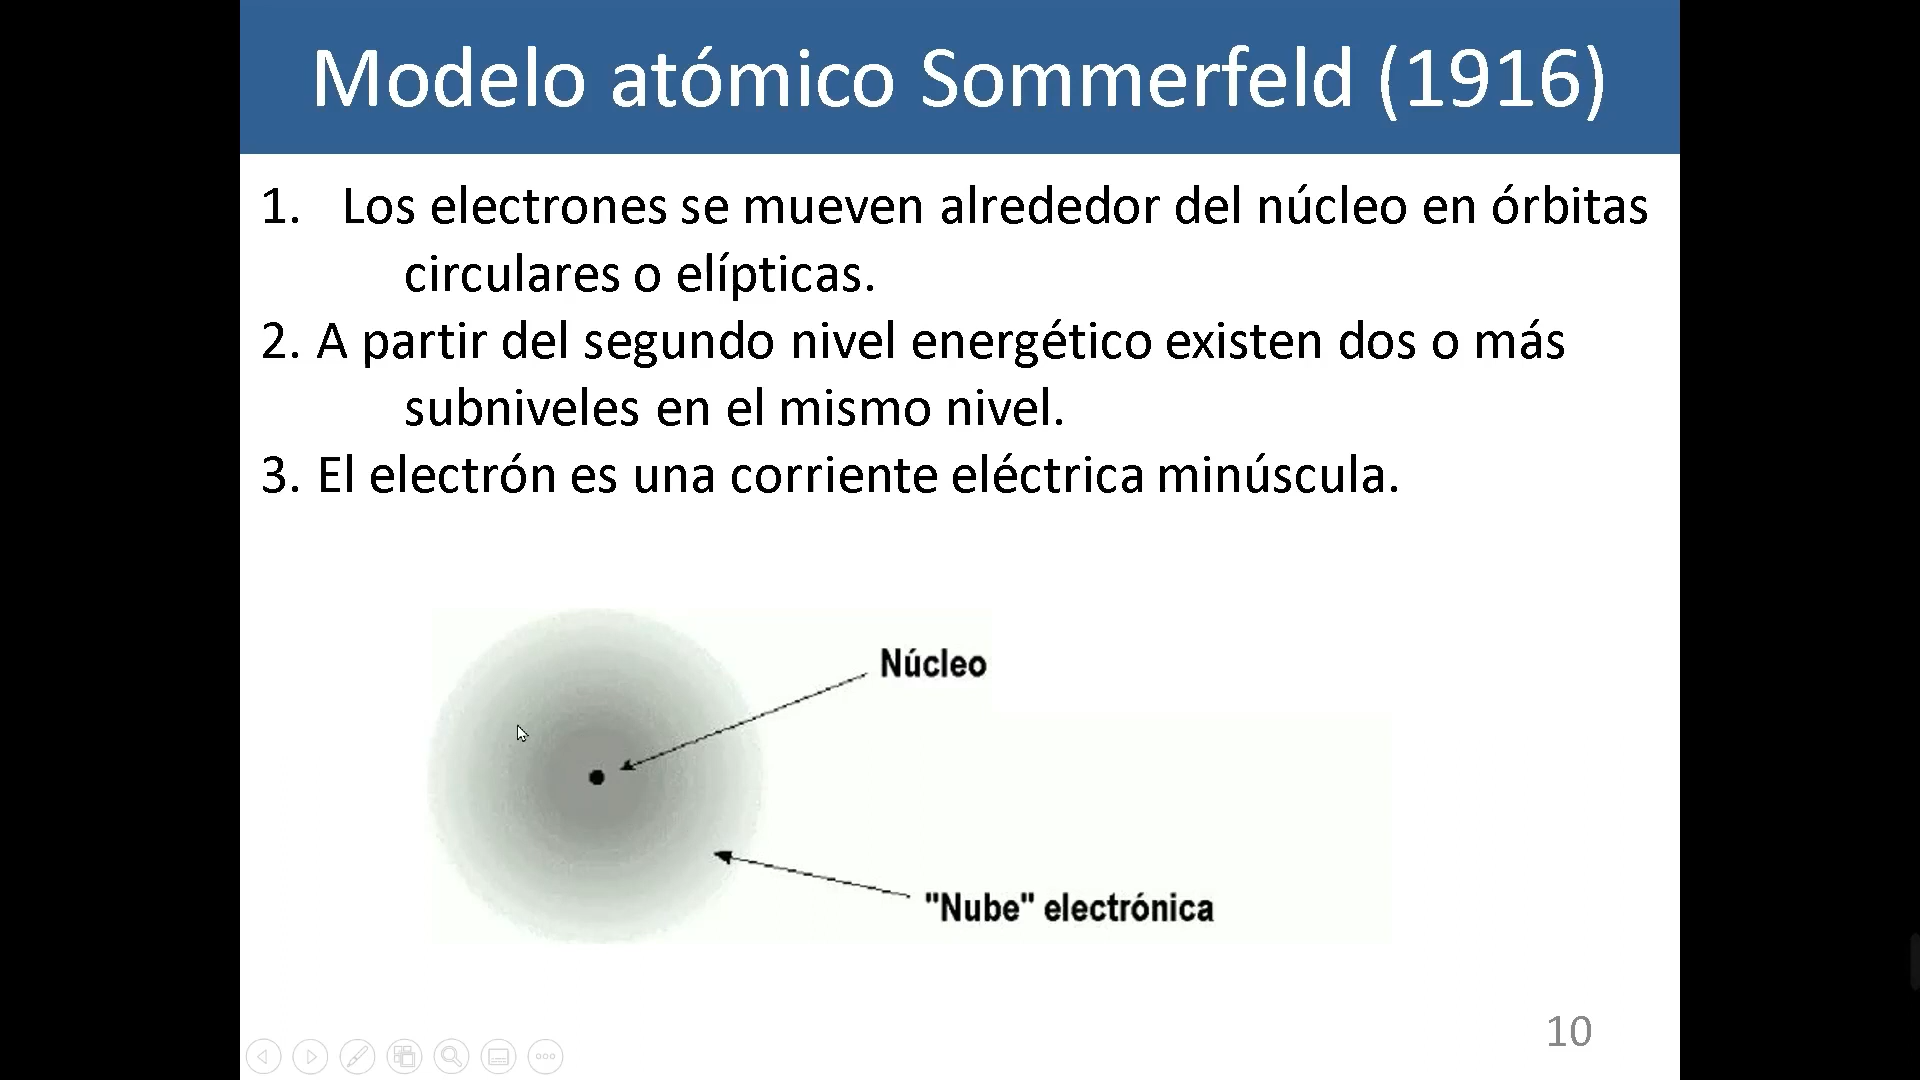 Modelo atómico Sommerfeld (1916)
1. Los electrones se mueven alrededor del núcleo en órbitas
circulares o elípticas.
2. A partir del segundo nivel energético existen dos o más
subniveles en el mismo nivel.
3. El electrón es una corriente eléctrica minúscula.
Núcleo
"Nube" electrónica
10